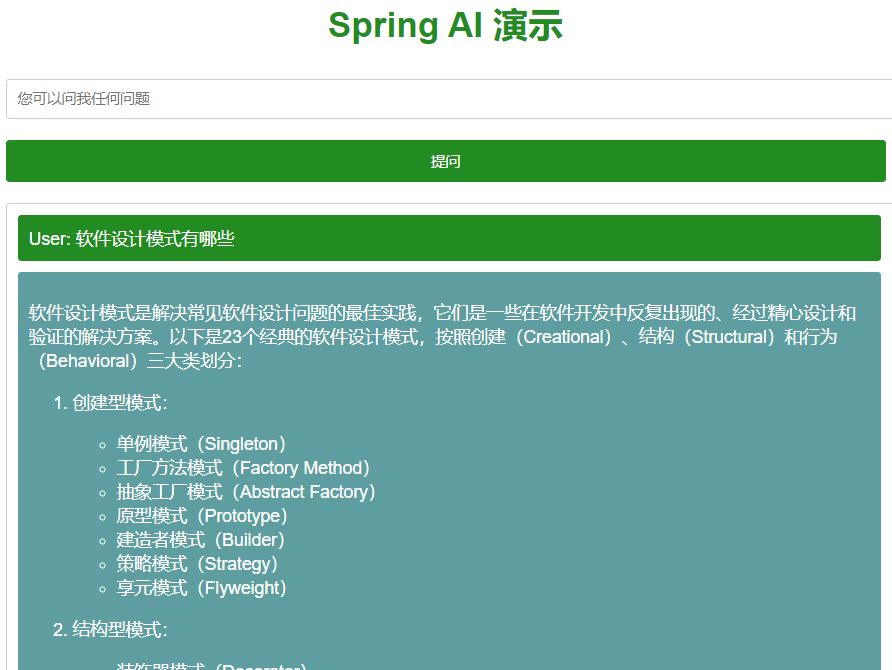 Spring AI 演示
您可以问我任何问题
提问
User: 软件设计模式有哪些
软件设计模式是解决常见软件设计问题的最佳实践，它们是一些在软件开发中反复出现的、经过精心设计和
验证的解决方案。以下是23个经典的软件设计模式，按照创建（Creational）、结构（Structural）和行为
（Behavioral）三大类划分：
1. 创建型模式：
单例模式（Singleton）
工厂方法模式（Factory Method）
抽象工厂模式（Abstract Factory）
原型模式（Prototype）
建造者模式（Builder）
策略模式（Strategy）
享元模式（Flyweight）
2. 结构型模式：
装饰器模式（Decorator）